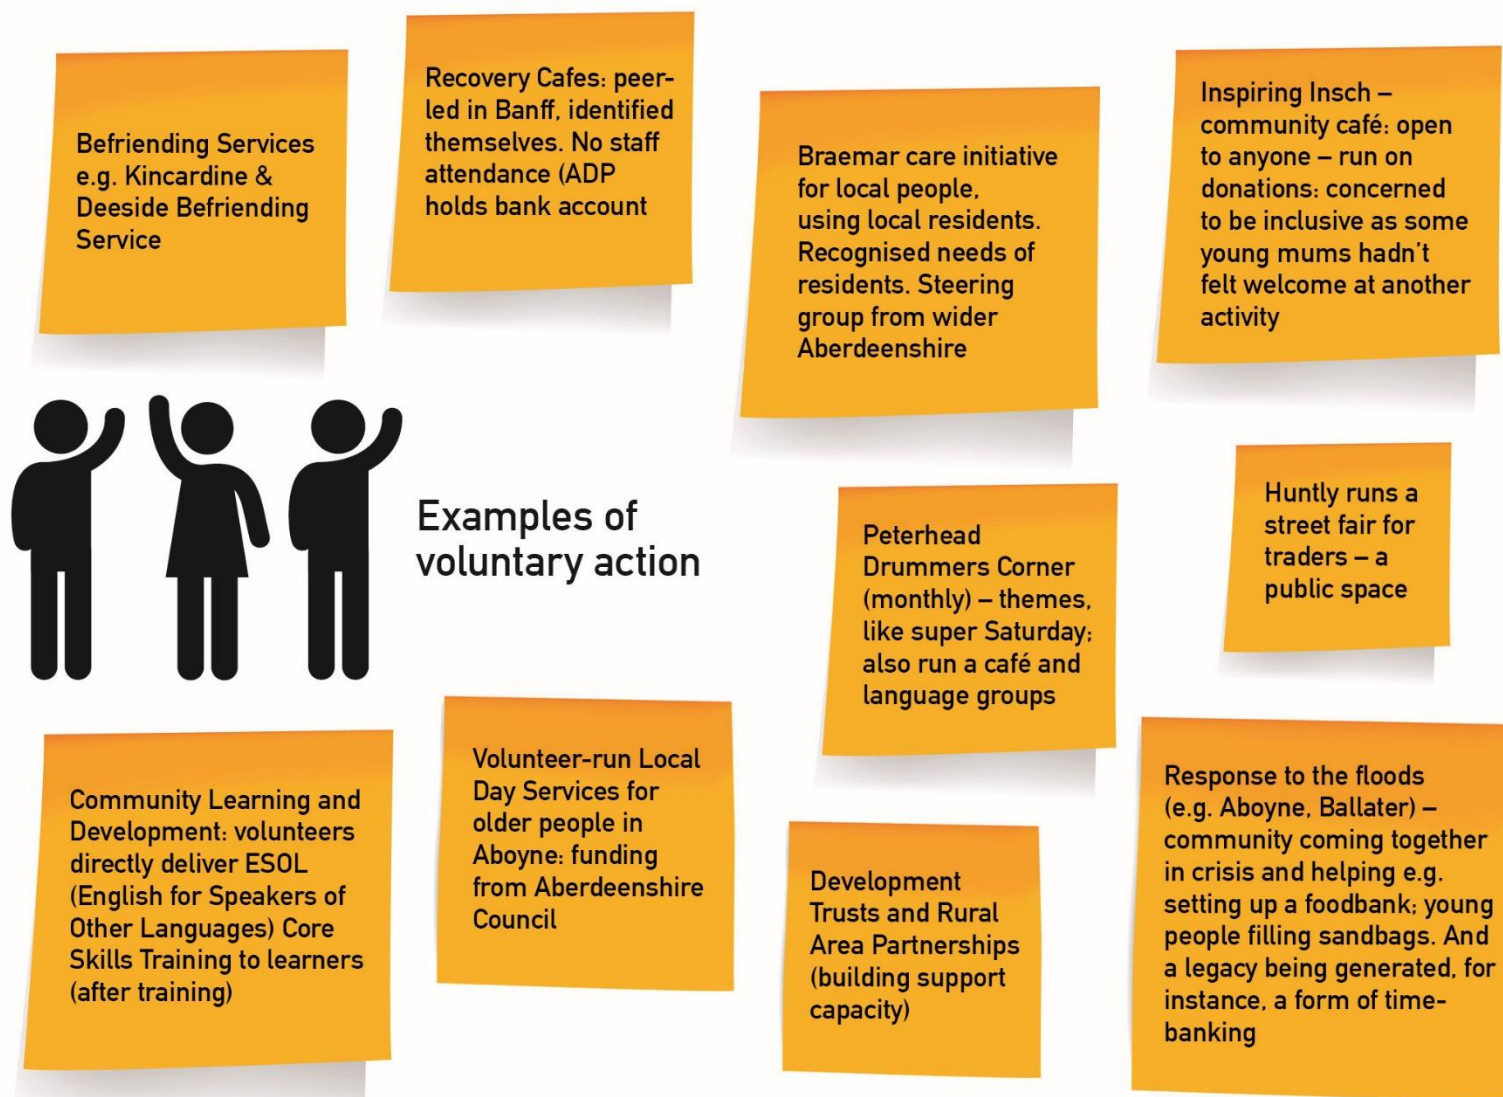 Befriending Services
e.g. Kincardine &
Deeside Befriending
Service
Recovery Cafes: peer-
led in Banff, identified
themselves. No staff
attendance (ADP
holds bank account
Braemar care initiative
for local people,
using local residents.
Recognised needs of
residents. Steering
group from wider
Aberdeenshire
Inspiring Insch –
community café: open
to anyone – run on
donations: concerned
to be inclusive as some
young mums hadn't
felt welcome at another
activity
Examples of
voluntary action
Peterhead
Drummers Corner
(monthly) – themes,
like super Saturday;
also run a café and
language groups
Huntly runs a
street fair for
traders – a
public space
Community Learning and
Development: volunteers
directly deliver ESOL
(English for Speakers of
Other Languages) Core
Skills Training to learners
(after training)
Volunteer-run Local
Day Services for
older people in
Aboyne: funding
from Aberdeenshire
Council
Development
Trusts and Rural
Area Partnerships
(building support
capacity)
Response to the floods
(e.g. Aboyne, Ballater) –
community coming together
in crisis and helping e.g.
setting up a foodbank; young
people filling sandbags. And
a legacy being generated, for
instance, a form of time-
banking